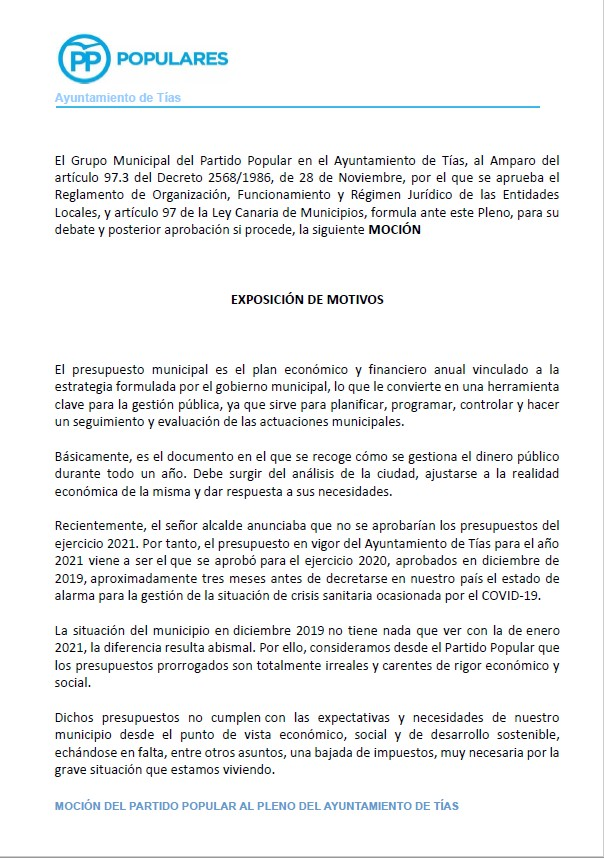 PP POPULARES
Ayuntamiento de Tías
El Grupo Municipal del Partido Popular en el Ayuntamiento de Tías, al Amparo del
artículo 97.3 del Decreto 2568/1986, de 28 de Noviembre, por el que se aprueba el
Reglamento de Organización, Funcionamiento y Régimen Jurídico de las Entidades
Locales, y artículo 97 de la Ley Canaria de Municipios, formula ante este Pleno, para su
debate y posterior aprobación si procede, la siguiente MOCIÓN
EXPOSICIÓN DE MOTIVOS
El presupuesto municipal es el plan económico y financiero anual vinculado a la
estrategia formulada por el gobierno municipal, lo que le convierte en una herramienta
clave para la gestión pública, ya que sirve para planificar, programar, controlar y hacer
un seguimiento y evaluación de las actuaciones municipales.
Básicamente, es el documento en el que se recoge cómo se gestiona el dinero público
durante todo un año. Debe surgir del análisis de la ciudad, ajustarse a la realidad
económica de la misma y dar respuesta a sus necesidades.
Recientemente, el señor alcalde anunciaba que no se aprobarían los presupuestos del
ejercicio 2021. Por tanto, el presupuesto en vigor del Ayuntamiento de Tías para el año
2021 viene a ser el que se aprobó para el ejercicio 2020, aprobados en diciembre de
2019, aproximadamente tres meses antes de decretarse en nuestro país el estado de
alarma para la gestión de la situación de crisis sanitaria ocasionada por el COVID-19.
La situación del municipio en diciembre 2019 no tiene nada que ver con la de enero
2021, la diferencia resulta abismal. Por ello, consideramos desde el Partido Popular que
los presupuestos prorrogados son totalmente irreales y carentes de rigor económico y
social.
Dichos presupuestos no cumplen con las expectativas y necesidades de nuestro
municipio desde el punto de vista económico, social y de desarrollo sostenible,
echándose en falta, entre otros asuntos, una bajada de impuestos, muy necesaria por la
grave situación que estamos viviendo.
MOCIÓN DEL PARTIDO POPULAR AL PLENO DEL AYUNTAMIENTO DE TÍAS